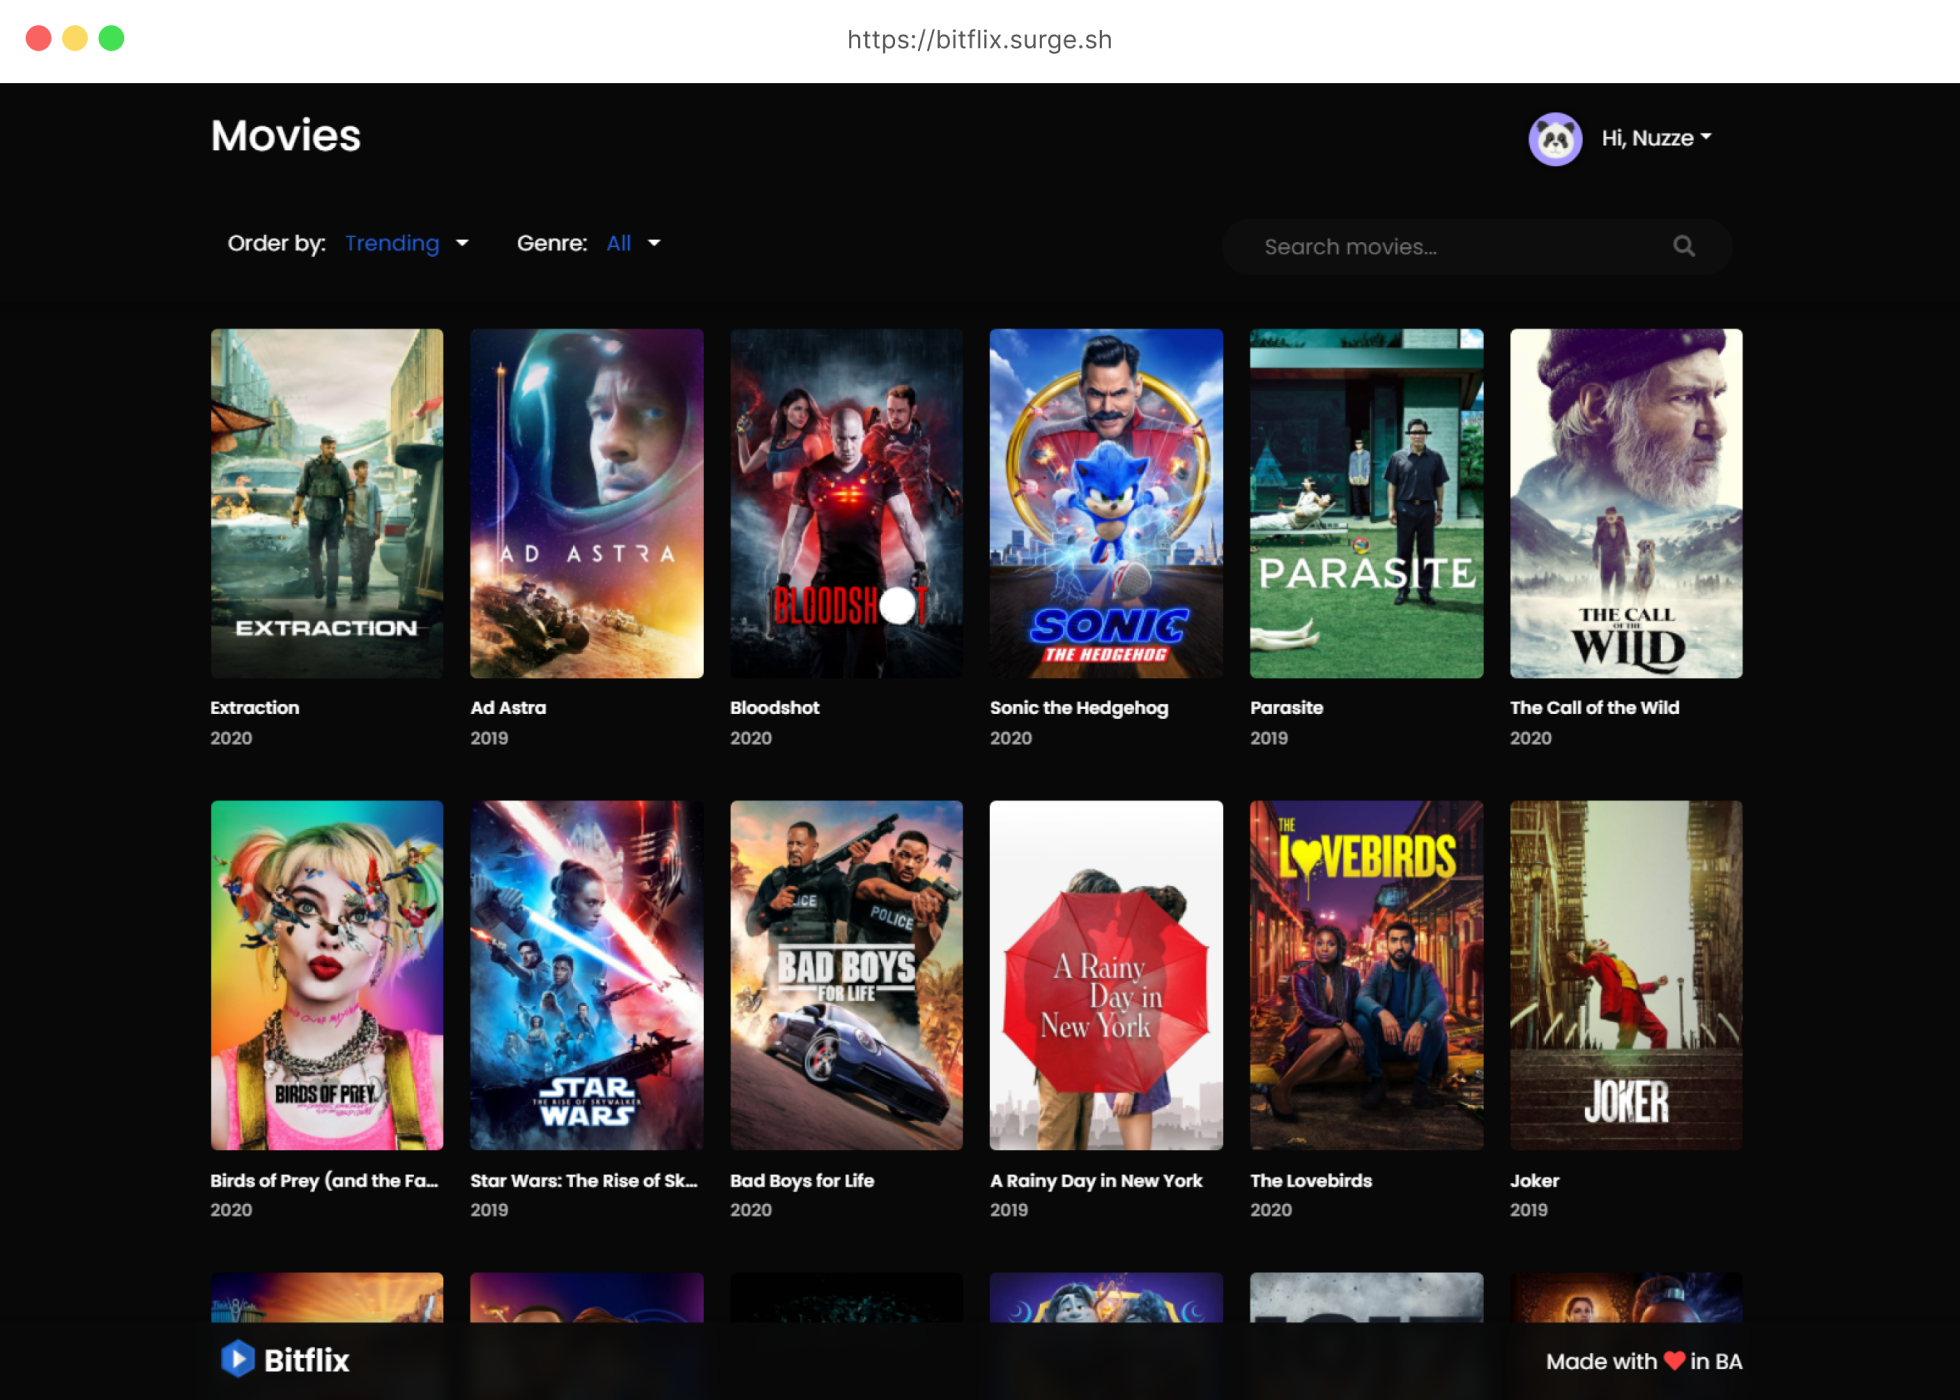 https://bitflix.surge.sh
Movies
Hi, Nuzze
Order by: Trending
Genre: All
Search movies...
EXTRACTION
AD ASTRA
BLOODSHOT
SONIC
THE HEDGEHOG
PARASITE
THE CALL
OF THE
WILD
Extraction
2020
Ad Astra
2019
Bloodshot
2020
Sonic the Hedgehog
2020
Parasite
2019
The Call of the Wild
2020
BIRDS OF PREY
STAR
THE RISE OF SKYWALKER
WARS
POLICE
BAD BOYS
FOR LIFE
A Rainy
Day in
New York
THE
LOVEBIRDS
JOKER
Birds of Prey (and the Fa...
2020
Star Wars: The Rise of Sk...
2019
Bad Boys for Life
2020
A Rainy Day in New York
2019
The Lovebirds
2020
Joker
2019
Bitflix
Made with ❤ in BA